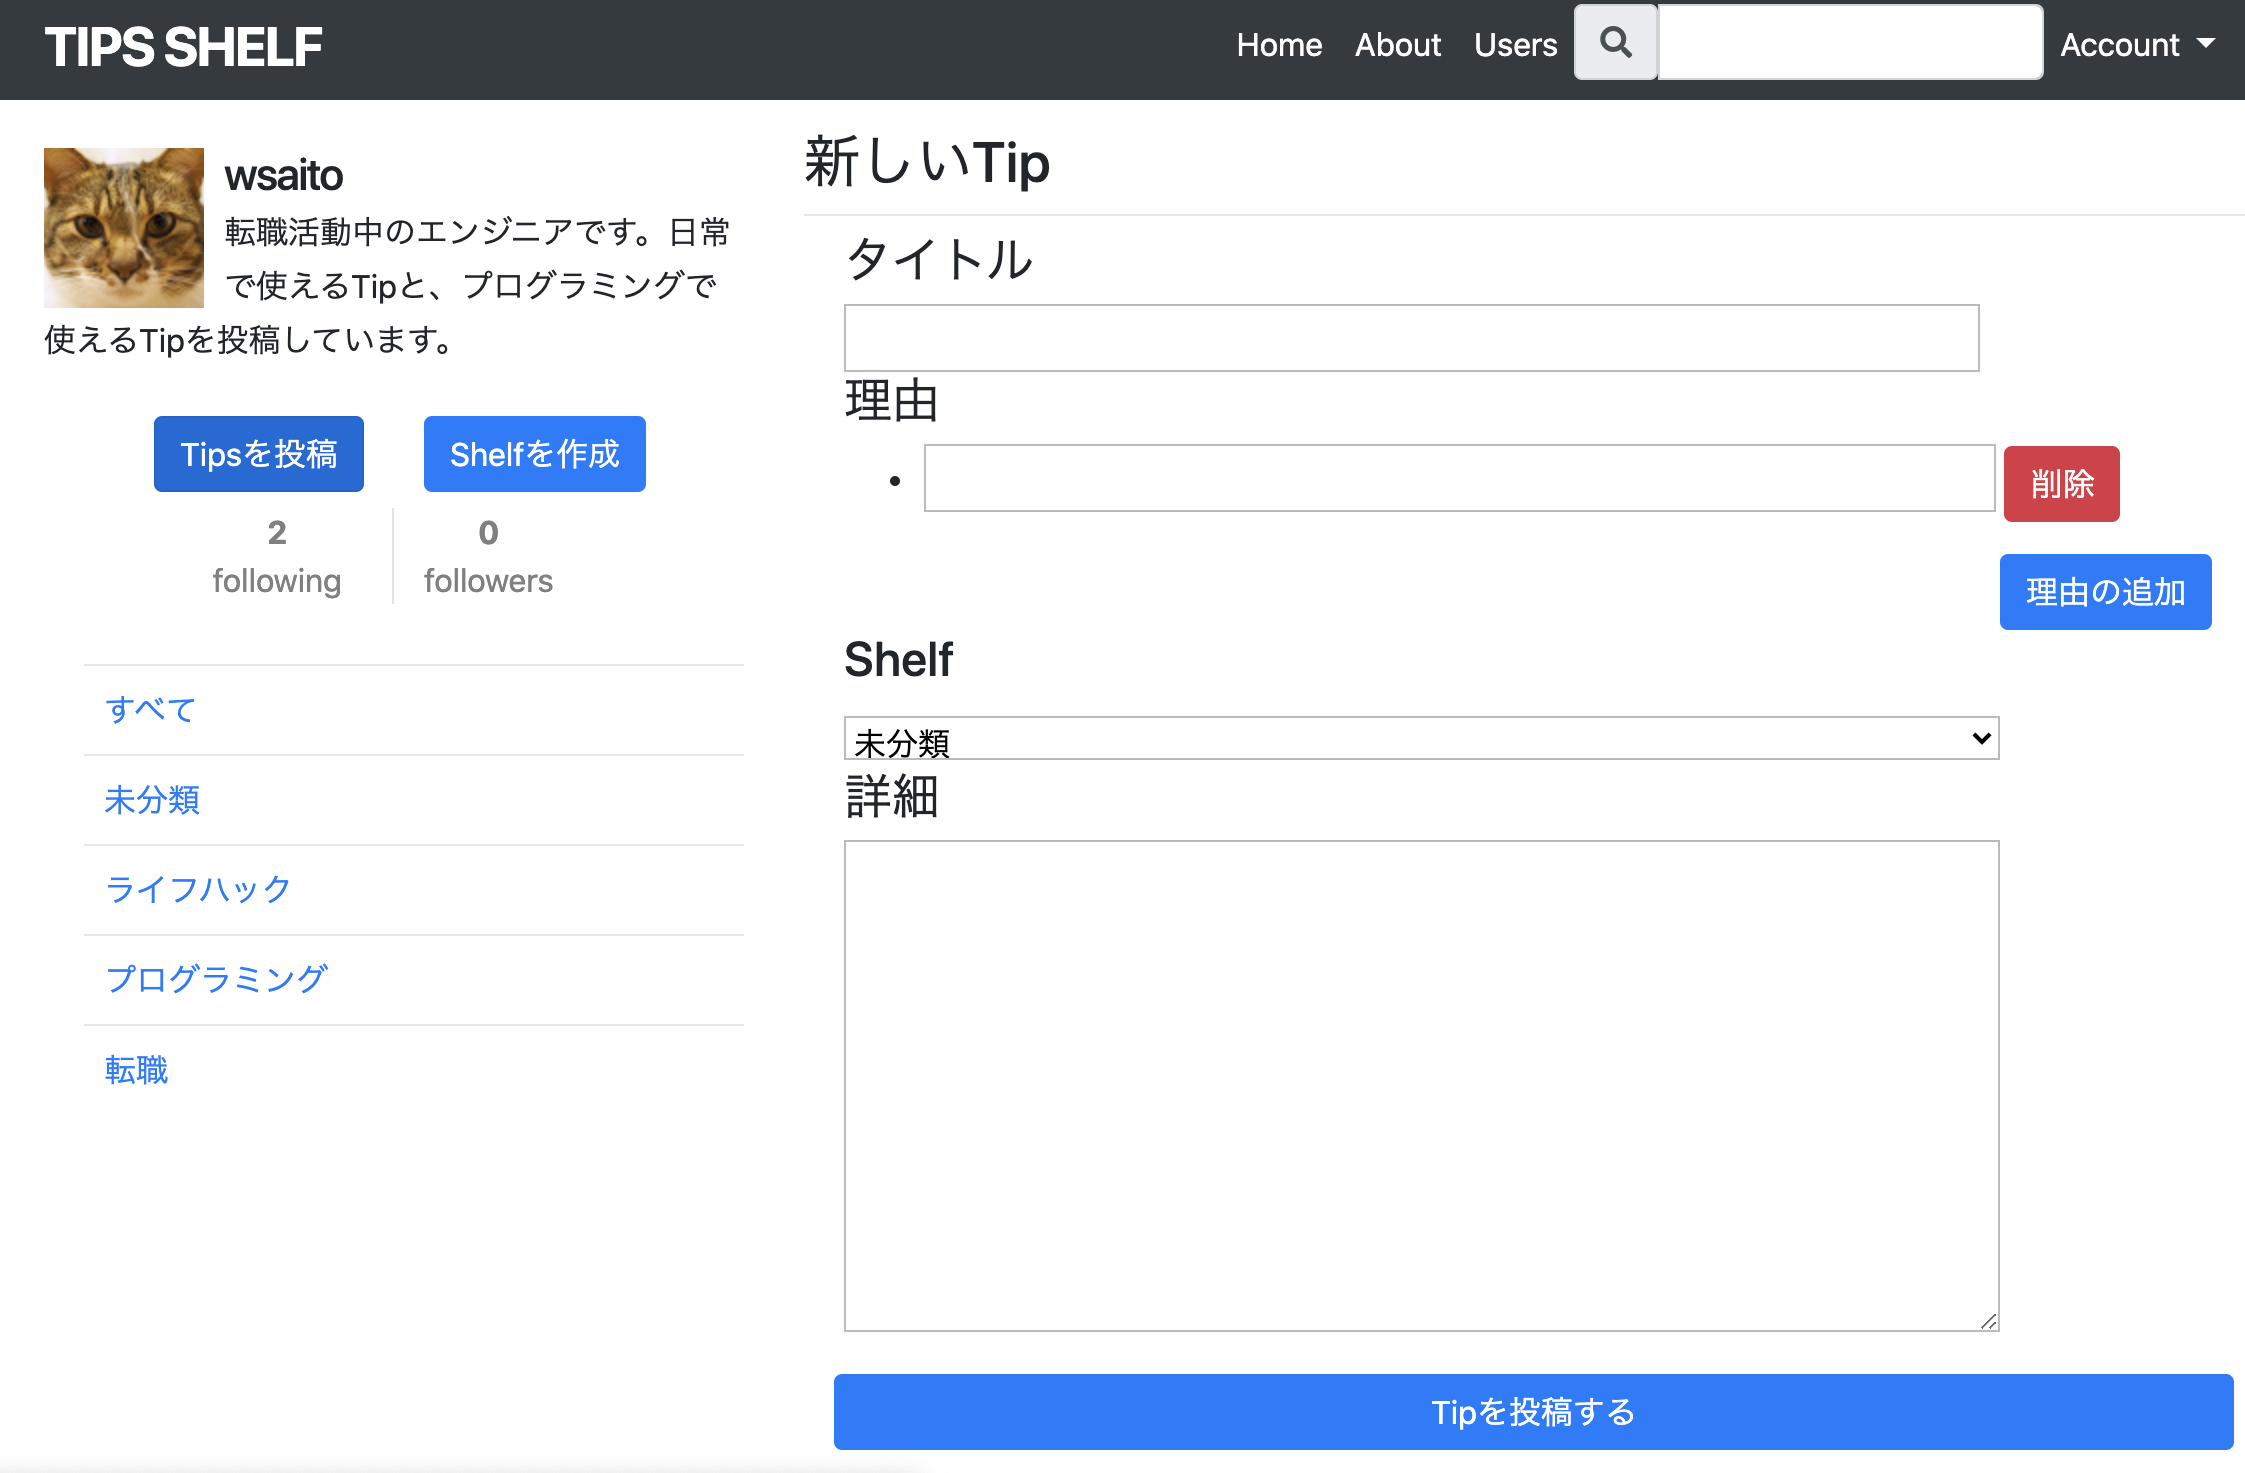 TIPS SHELF
Home About Users Account
wsaito
転職活動中のエンジニアです。日常
で使えるTipと、プログラミングで
使えるTipを投稿しています。
Tipsを投稿 Shelfを作成
2 0
following followers
すべて
未分類
ライフハック
プログラミング
転職
新しいTip
タイトル
理由
削除
理由の追加
Shelf
未分類
詳細
Tipを投稿する